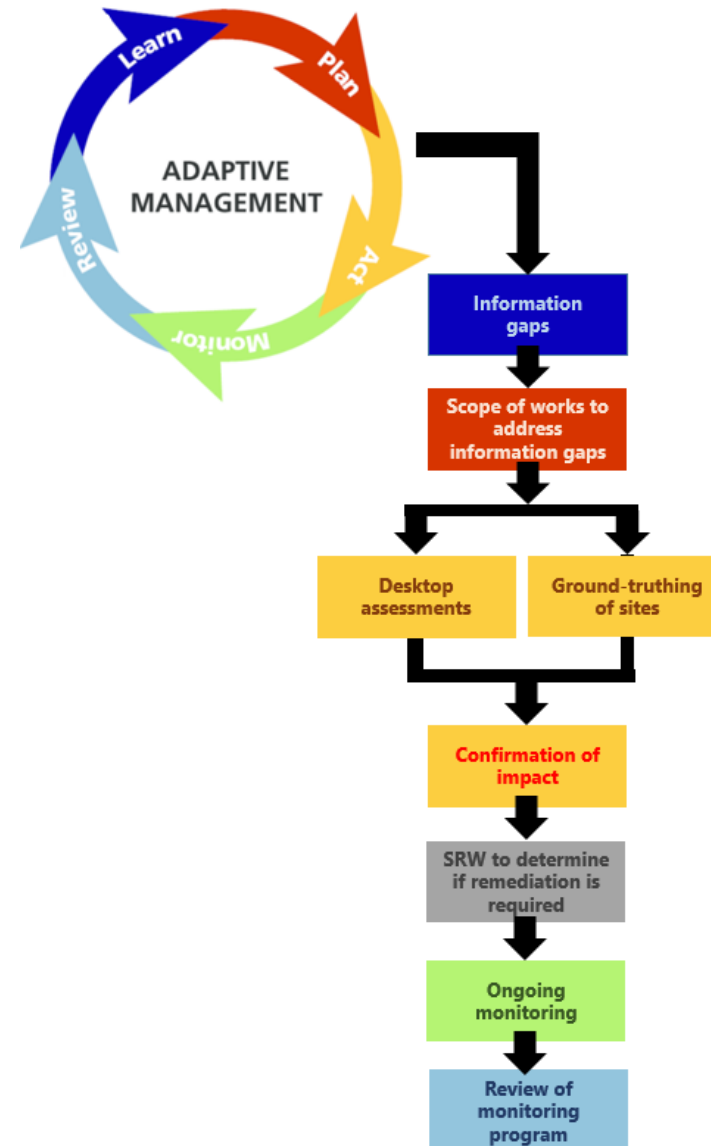 Learn
Plan
ADAPTIVE
MANAGEMENT
Review
Act
Monitor
Information
gaps
Scope of works to
address
information gaps
Desktop
assessments
Ground-truthing
of sites
Confirmation of
impact
SRW to determine
if remediation is
required
Ongoing
monitoring
Review of
monitoring
program